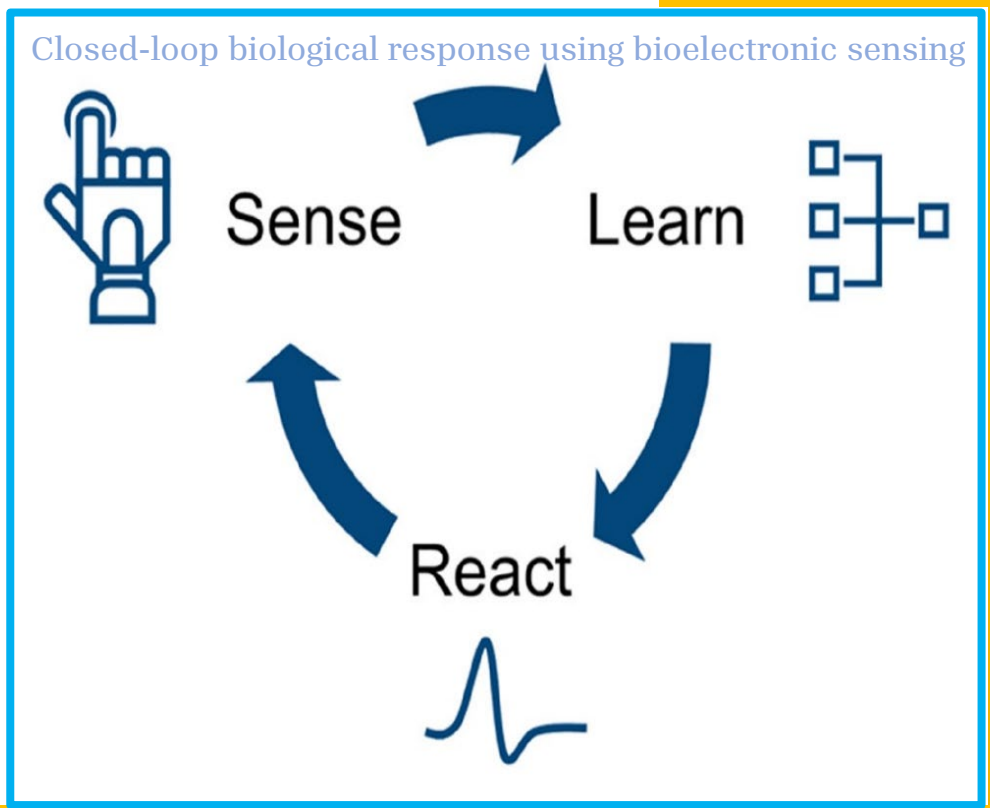 Closed-loop biological response using bioelectronic sensing
Sense
Learn
React